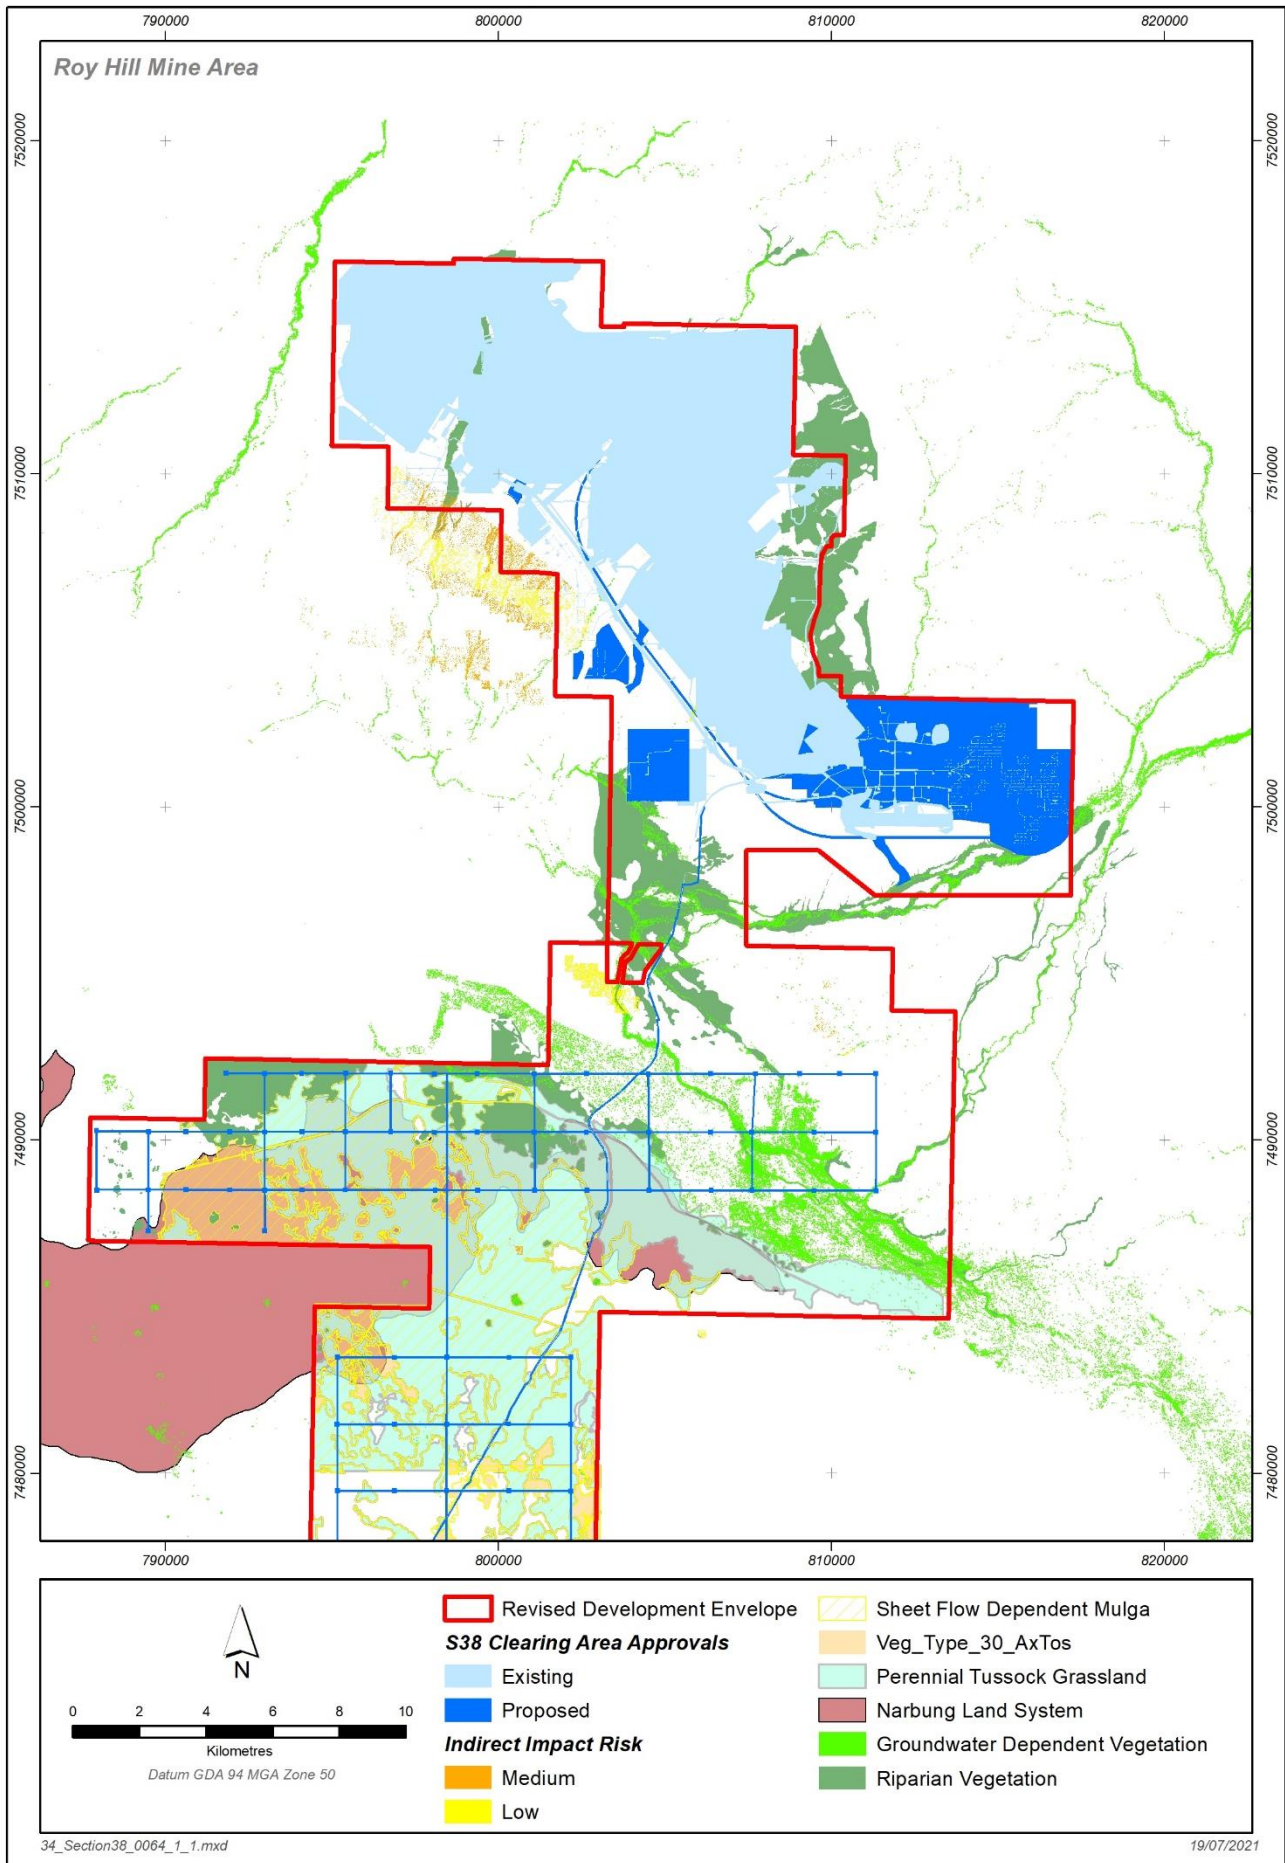 790000 800000 810000 820000
Roy Hill Mine Area
7520000 7520000
7510000 7510000
7500000 7500000
7490000 7490000
7480000 7480000
790000 800000 810000 820000
N
0 2 4 6 8 10
Kilometres
Datum GDA 94 MGA Zone 50
Revised Development Envelope
S38 Clearing Area Approvals
Existing
Proposed
Indirect Impact Risk
Medium
Low
Sheet Flow Dependent Mulga
Veg_Type_30_AxTos
Perennial Tussock Grassland
Narbung Land System
Groundwater Dependent Vegetation
Riparian Vegetation
34_Section38_0064_1_1.mxd
19/07/2021